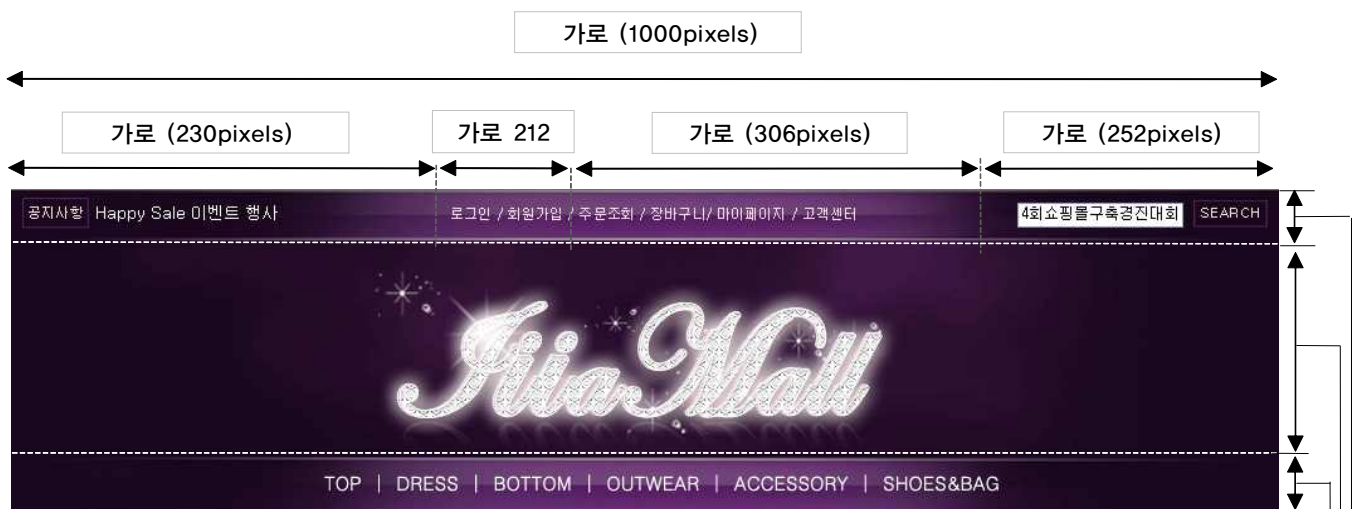 가로 (1000pixels)
가로 (230pixels) 가로 212 가로 (306pixels) 가로 (252pixels)
공지사항 Happy Sale 이벤트 행사 로그인 / 회원가입 / 주문조회 / 장바구니/ 마이페이지 / 고객센터 4회쇼핑몰구축경진대회 SEARCH
Iria Mall
TOP | DRESS | BOTTOM | OUTWEAR | ACCESSORY | SHOES&BAG